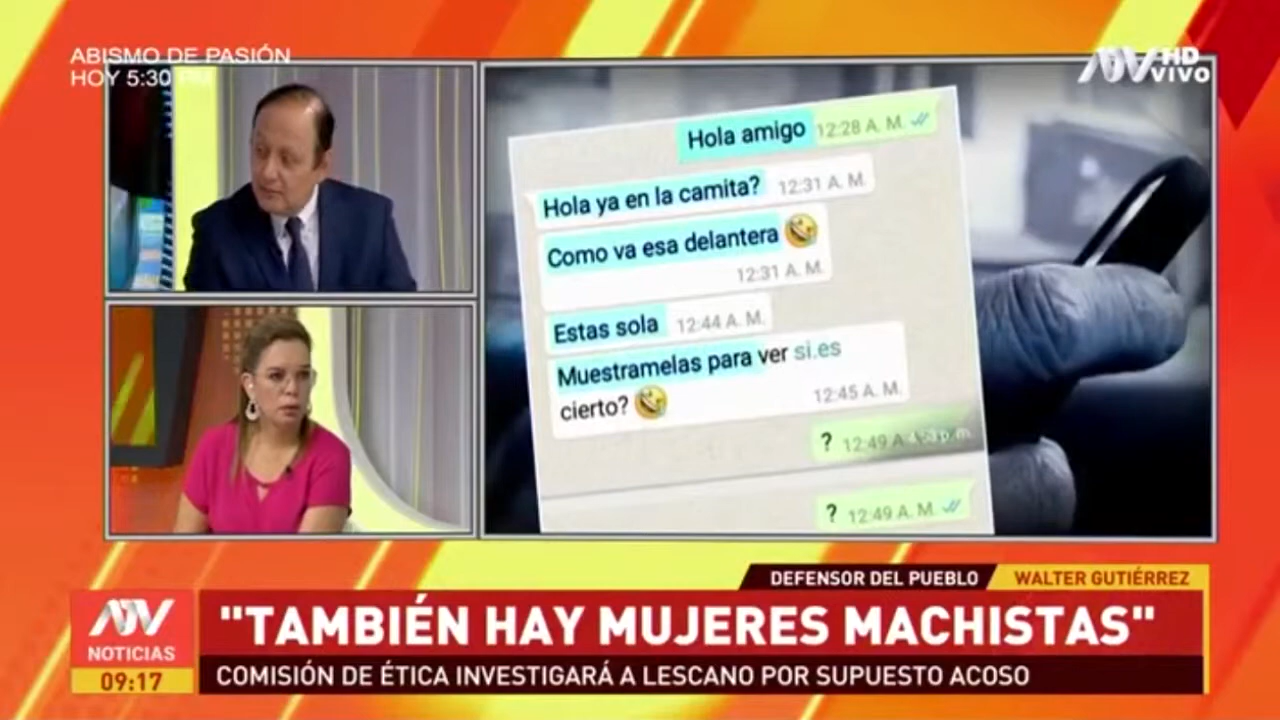 ABISMO DE PASIÓN
HOY 5:30 PM
ATV HD
VIVO
Hola amigo 12:28 A. M.
Hola ya en la camita? 12:31 A. M.
Como va esa delantera
12:31 A. M.
Estas sola 12:44 A. M.
Muestramelas para ver si.es
cierto? 12:45 A. M.
? 12:49 A
p. m.
? 12:49 A. M.
DEFENSOR DEL PUEBLO WALTER GUTIÉRREZ
ATV
NOTICIAS
09:17
"TAMBIÉN HAY MUJERES MACHISTAS"
COMISIÓN DE ÉTICA INVESTIGARÁ A LESCANO POR SUPUESTO ACOSO